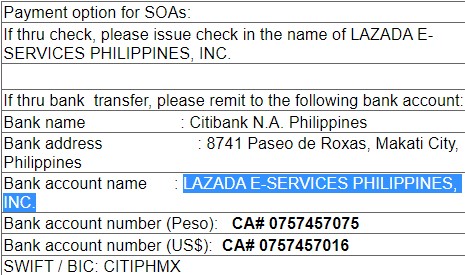 Payment option for SOAs:
If thru check, please issue check in the name of LAZADA E-
SERVICES PHILIPPINES, INC.
If thru bank  transfer, please remit to the following bank account:
Bank name : Citibank N.A. Philippines
Bank address : 8741 Paseo de Roxas, Makati City,
Philippines
Bank account name : LAZADA E-SERVICES PHILIPPINES,
INC.
Bank account number (Peso): CA# 0757457075
Bank account number (US$): CA# 0757457016
SWIFT / BIC: CITIPHMX